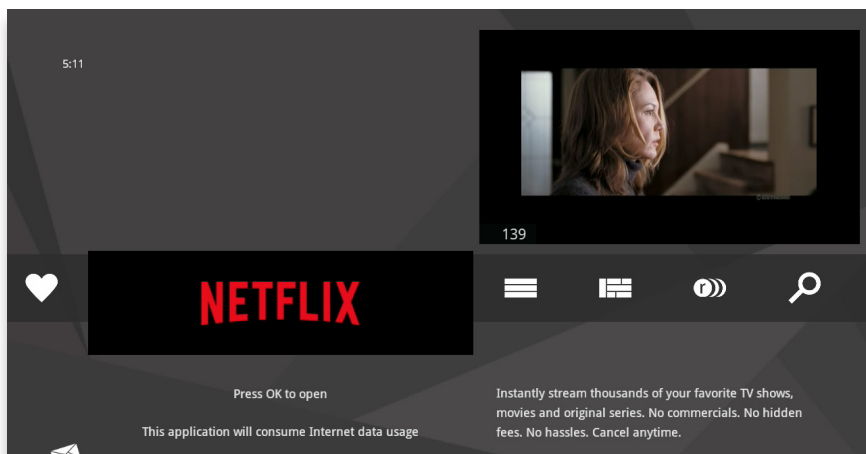 5:11
139
NETFLIX
r
Press OK to open
This application will consume Internet data usage
Instantly stream thousands of your favorite TV shows,
movies and original series. No commercials. No hidden
fees. No hassles. Cancel anytime.